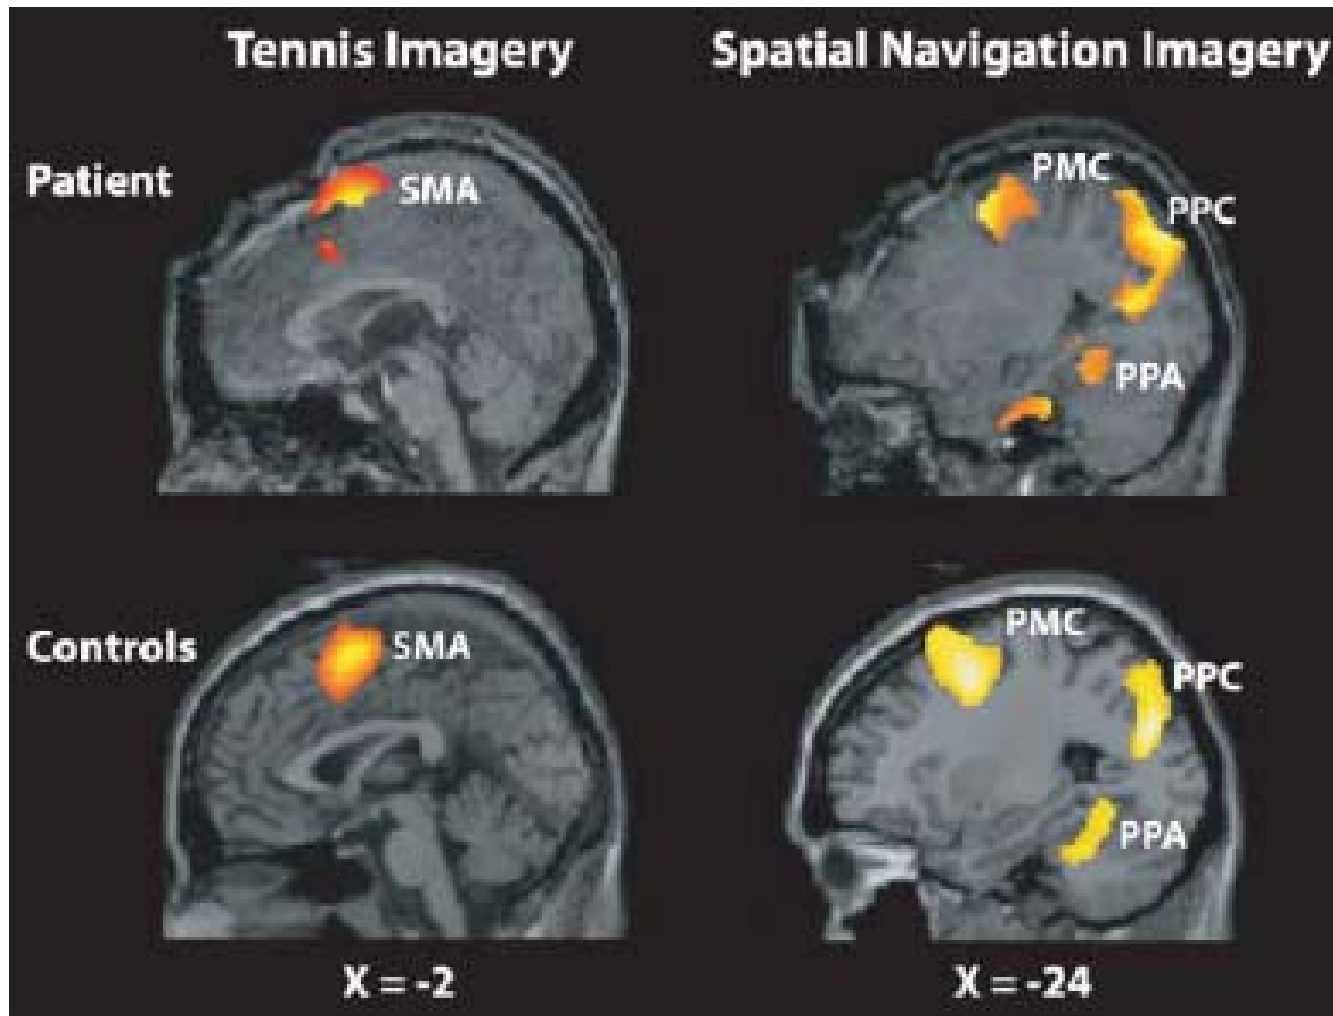 Tennis Imagery
Spatial Navigation Imagery
Patient
SMA
PMC
PPC
PPA
Controls
SMA
PMC
PPC
PPA
X = -2
X = -24